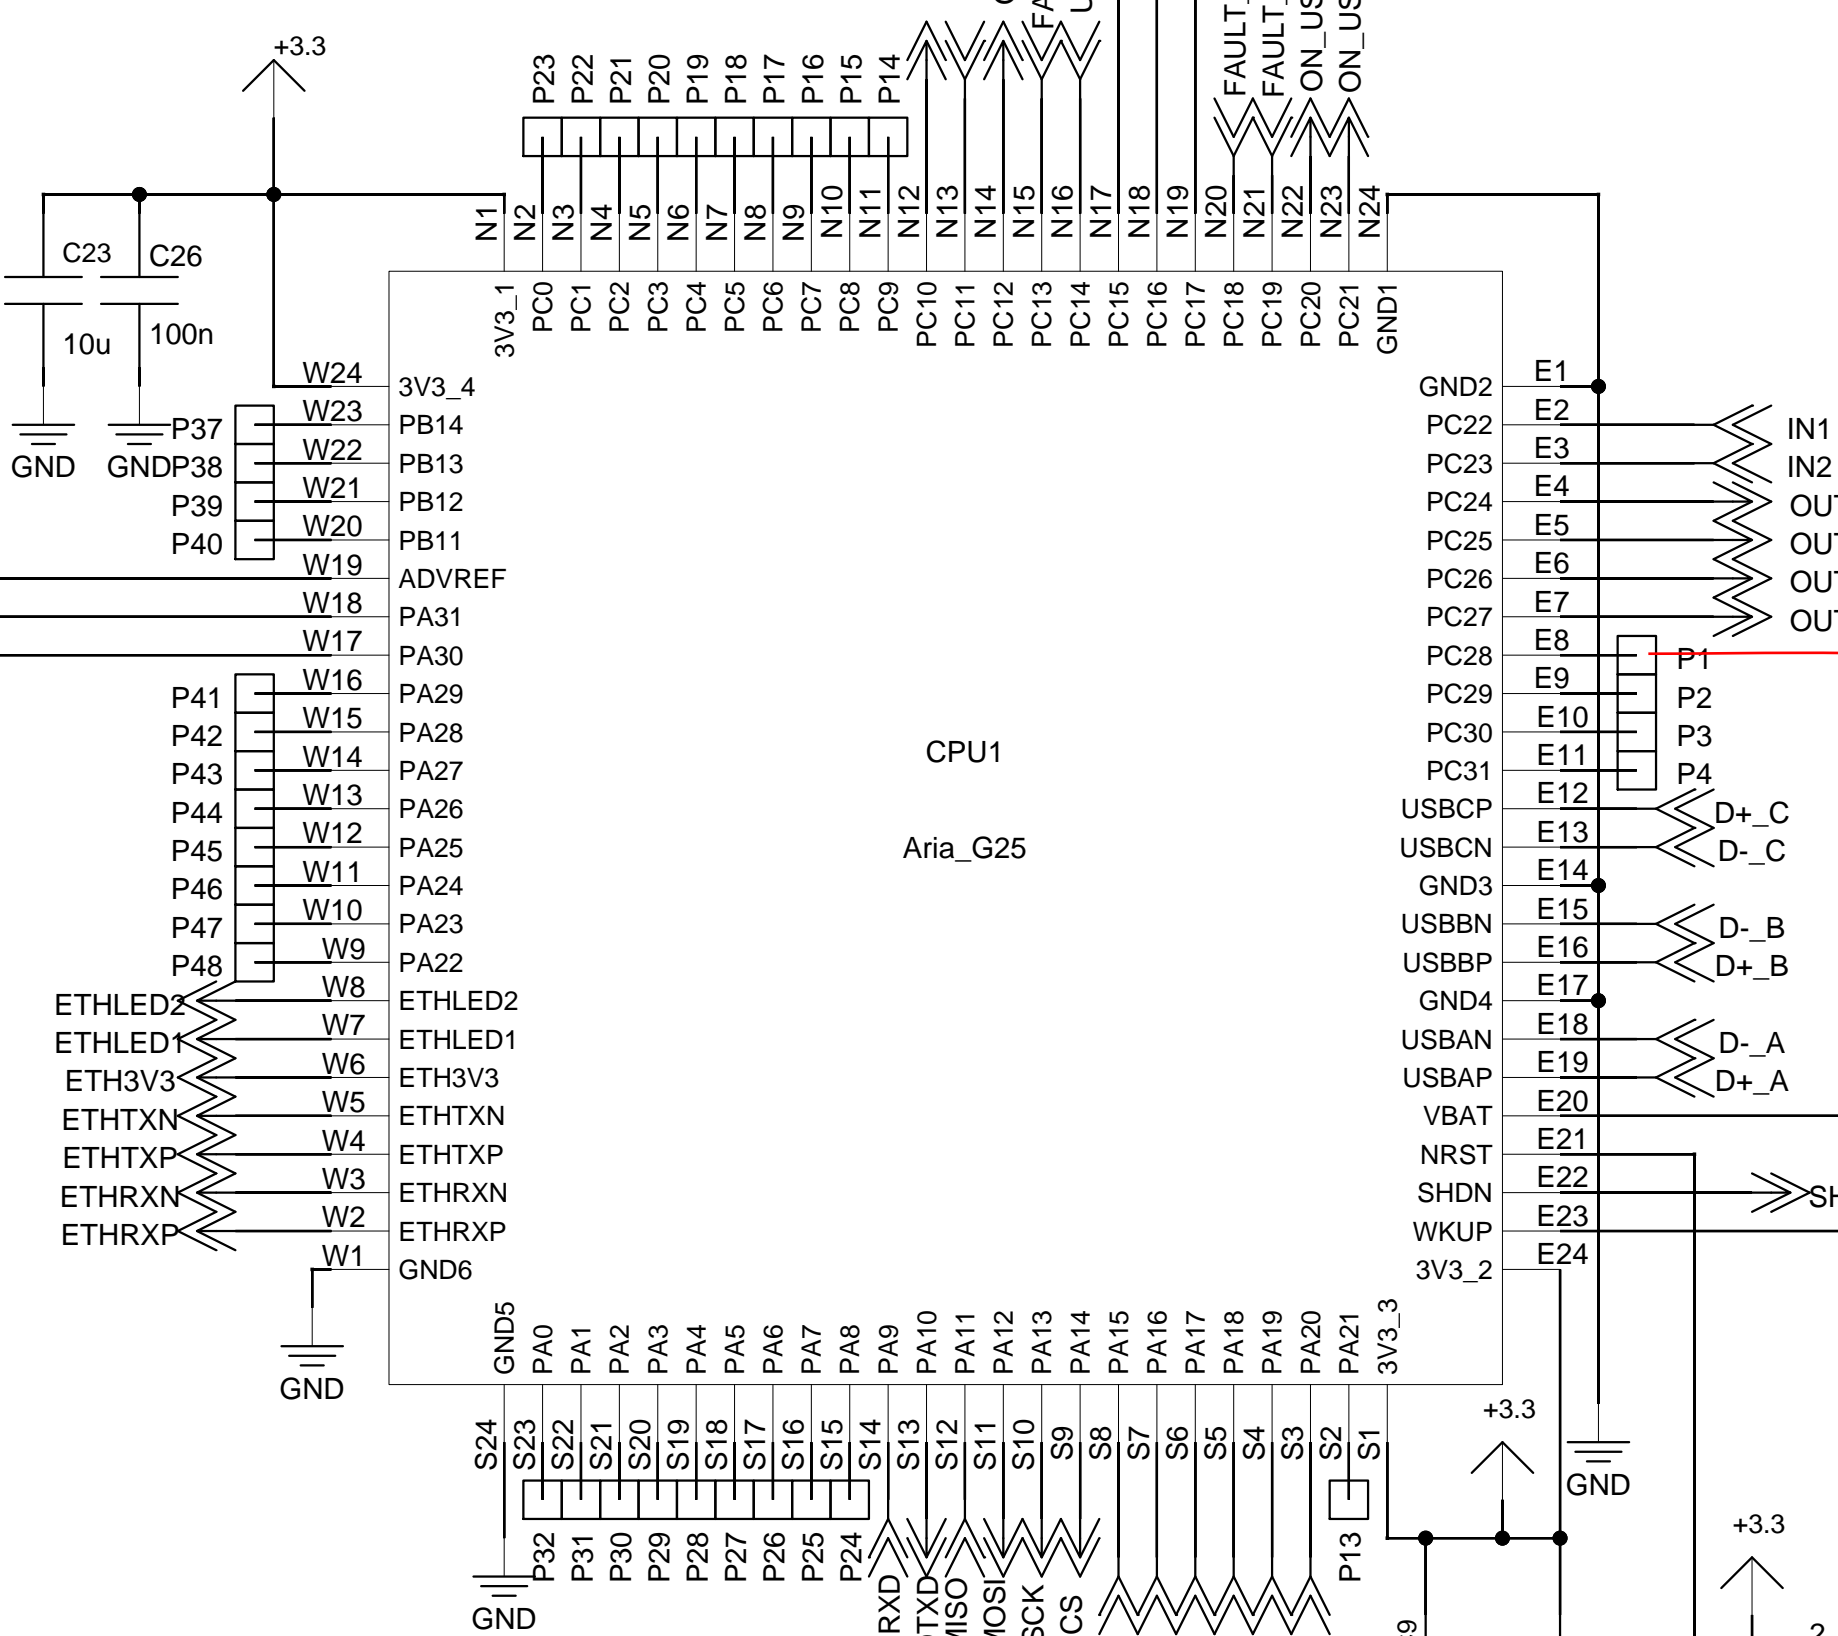 +3.3
P23 P22 P21 P20 P19 P18 P17 P16 P15 P14
FAULT_ FAULT_ ON_US ON_US
N1 N2 N3 N4 N5 N6 N7 N8 N9 N10 N11 N12 N13 N14 N15 N16 N17 N18 N19 N20 N21 N22 N23 N24
C23 C26
10u 100n
GND GND
3V3_1 PC0 PC1 PC2 PC3 PC4 PC5 PC6 PC7 PC8 PC9 PC10 PC11 PC12 PC13 PC14 PC15 PC16 PC17 PC18 PC19 PC20 PC21 GND1
W24 3V3_4
P37 W23 PB14
P38 W22 PB13
P39 W21 PB12
P40 W20 PB11
W19 ADVREF
W18 PA31
W17 PA30
P41 W16 PA29
P42 W15 PA28
P43 W14 PA27
P44 W13 PA26
P45 W12 PA25
P46 W11 PA24
P47 W10 PA23
P48 W9 PA22
ETHLED2 W8 ETHLED2
ETHLED1 W7 ETHLED1
ETH3V3 W6 ETH3V3
ETHTXN W5 ETHTXN
ETHTXP W4 ETHTXP
ETHRXN W3 ETHRXN
ETHRXP W2 ETHRXP
W1 GND6
GND
CPU1
Aria_G25
GND2 E1
PC22 E2 IN1
PC23 E3 IN2
PC24 E4 OUT
PC25 E5 OUT
PC26 E6 OUT
PC27 E7 OUT
PC28 E8 P1
PC29 E9 P2
PC30 E10 P3
PC31 E11 P4
USBCP E12 D+_C
USBCN E13 D-_C
GND3 E14
USBBN E15 D-_B
USBBP E16 D+_B
GND4 E17
USBAN E18 D-_A
USBAP E19 D+_A
VBAT E20
NRST E21
SHDN E22 SH
WKUP E23
3V3_2 E24
GND5 PA0 PA1 PA2 PA3 PA4 PA5 PA6 PA7 PA8 PA9 PA10 PA11 PA12 PA13 PA14 PA15 PA16 PA17 PA18 PA19 PA20 PA21 3V3_3
S24 S23 S22 S21 S20 S19 S18 S17 S16 S15 S14 S13 S12 S11 S10 S9 S8 S7 S6 S5 S4 S3 S2 S1
+3.3
GND
P32 P31 P30 P29 P28 P27 P26 P25 P24
RXD TXD MISO MOSI SCK CS
P13
+3.3
GND